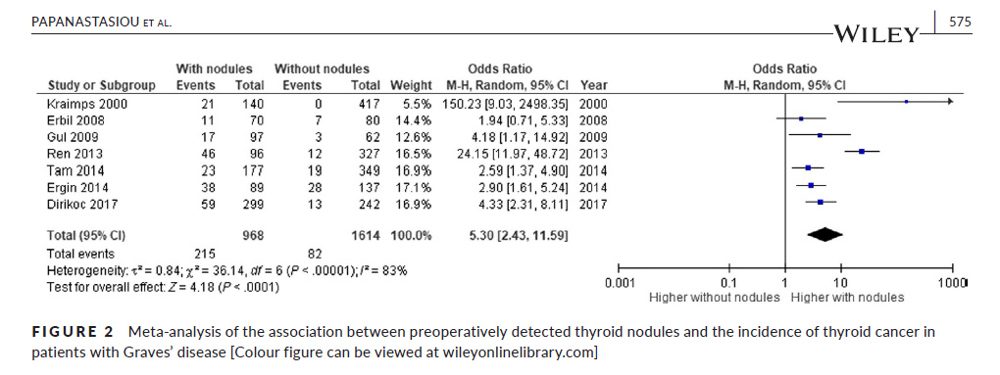 PAPANASTASIOU ET AL.
WILEY
575
With nodules Without nodules Odds Ratio Odds Ratio
Study or Subgroup Events Total Events Total Weight M-H, Random, 95% CI Year M-H, Random, 95% CI
Kraimps 2000 21 140 0 417 5.5% 150.23 [9.03, 2498.35] 2000
Erbil 2008 11 70 7 80 14.4% 1.94 [0.71, 5.33] 2008
Gul 2009 17 97 3 62 12.6% 4.18 [1.17, 14.92] 2009
Ren 2013 46 96 12 327 16.5% 24.15 [11.97, 48.72] 2013
Tam 2014 23 177 19 349 16.9% 2.59 [1.37, 4.90] 2014
Ergin 2014 38 89 28 137 17.1% 2.90 [1.61, 5.24] 2014
Dirikoc 2017 59 299 13 242 16.9% 4.33 [2.31, 8.11] 2017
Total (95% CI) 968 1614 100.0% 5.30 [2.43, 11.59]
Total events 215 82
Heterogeneity: τ² = 0.84; χ² = 36.14, df = 6 (P < .00001); I² = 83%
Test for overall effect: Z = 4.18 (P < .0001)
0.001 0.1 1 10 1000
Higher without nodules Higher with nodules
FIGURE 2 Meta-analysis of the association between preoperatively detected thyroid nodules and the incidence of thyroid cancer in
patients with Graves' disease [Colour figure can be viewed at wileyonlinelibrary.com]